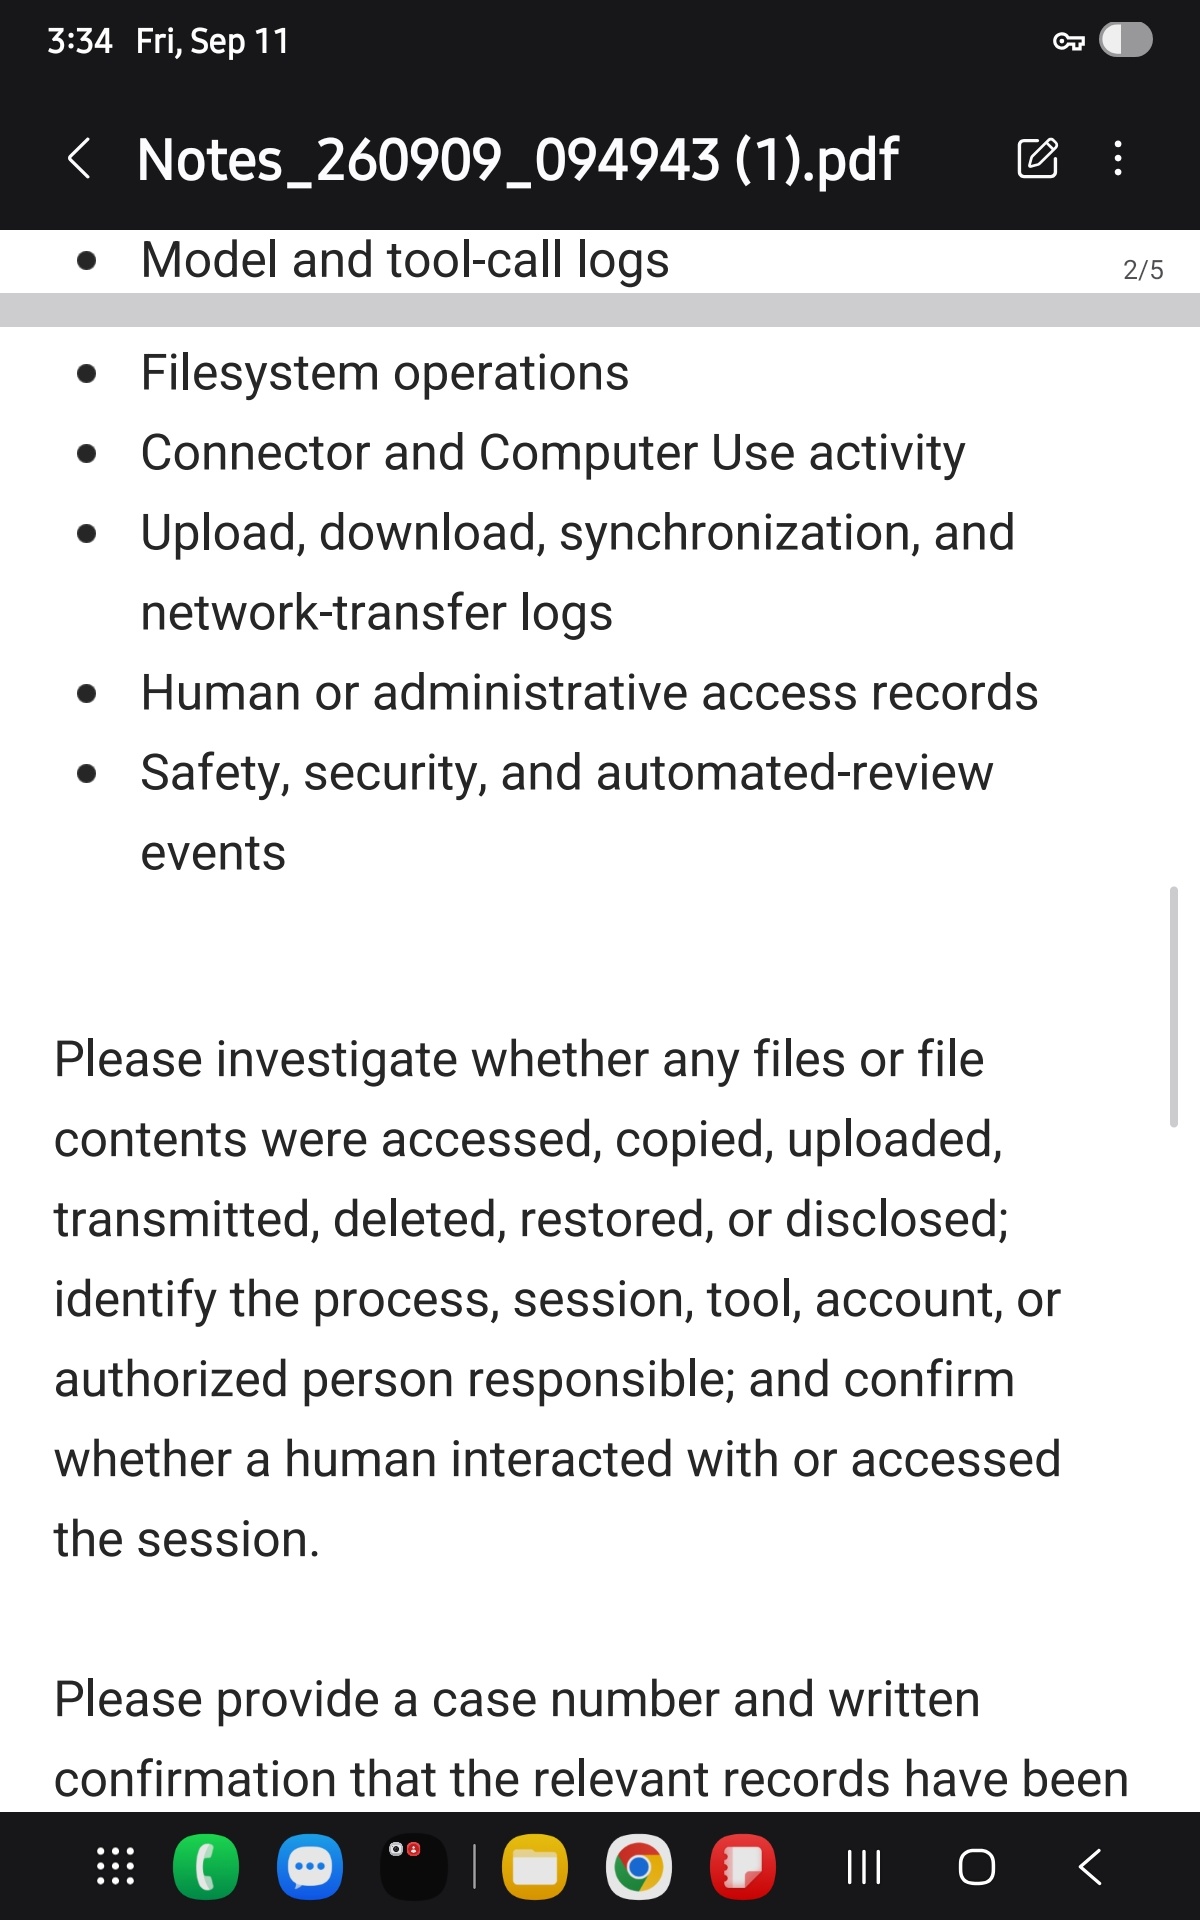 3:34 Fri, Sep 11
Notes_260909_094943 (1).pdf
• Model and tool-call logs
2/5
• Filesystem operations
• Connector and Computer Use activity
• Upload, download, synchronization, and
network-transfer logs
• Human or administrative access records
• Safety, security, and automated-review
events
Please investigate whether any files or file
contents were accessed, copied, uploaded,
transmitted, deleted, restored, or disclosed;
identify the process, session, tool, account, or
authorized person responsible; and confirm
whether a human interacted with or accessed
the session.
Please provide a case number and written
confirmation that the relevant records have been